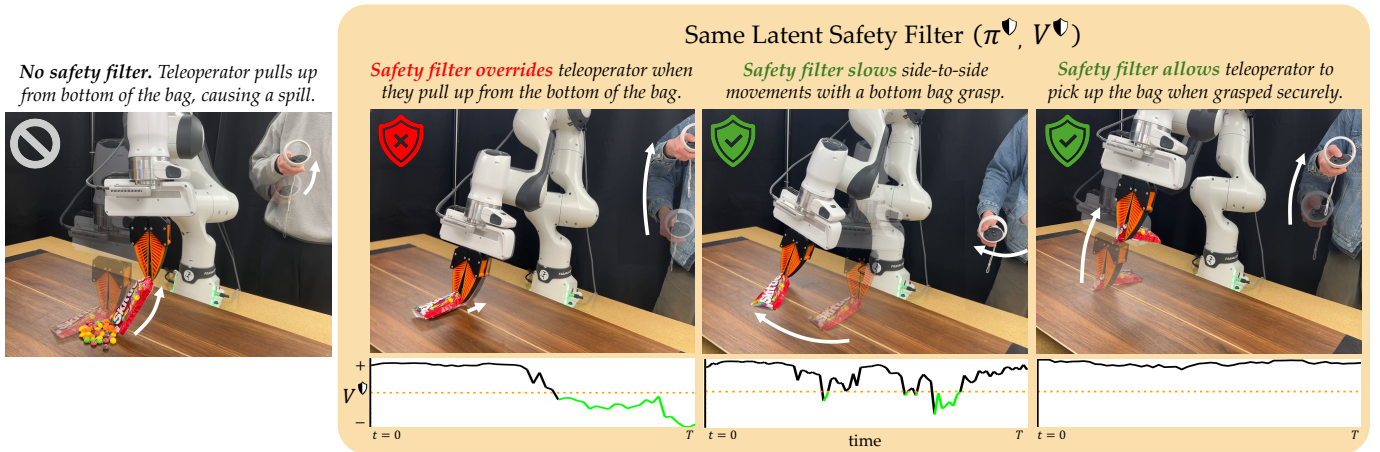 Same Latent Safety Filter (π, V)
No safety filter. Teleoperator pulls up
from bottom of the bag, causing a spill.
Safety filter overrides teleoperator when
they pull up from the bottom of the bag.
Safety filter slows side-to-side
movements with a bottom bag grasp.
Safety filter allows teleoperator to
pick up the bag when grasped securely.
Skittles
+
V
−
t = 0
T
t = 0
T
time
t = 0
T